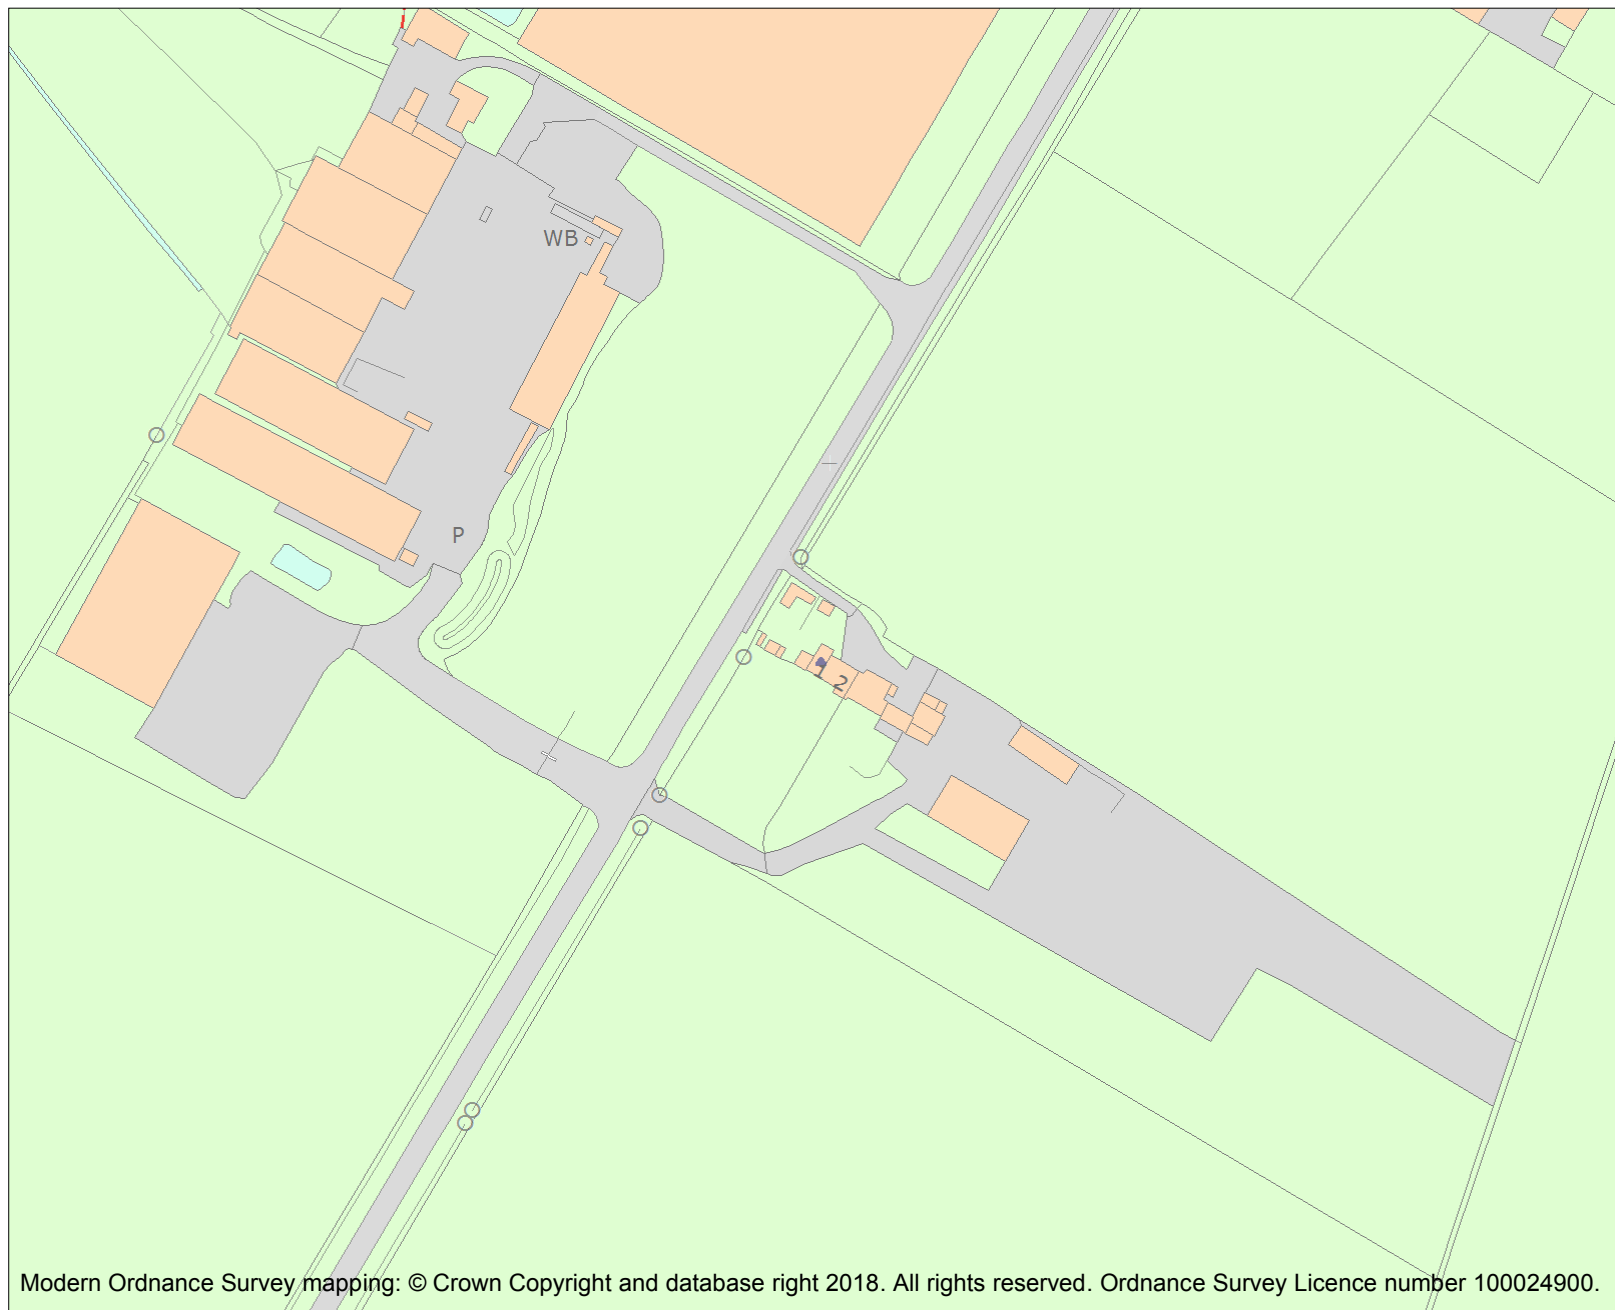 WB
P
1 2
Modern Ordnance Survey mapping: © Crown Copyright and database right 2018. All rights reserved. Ordnance Survey Licence number 100024900.